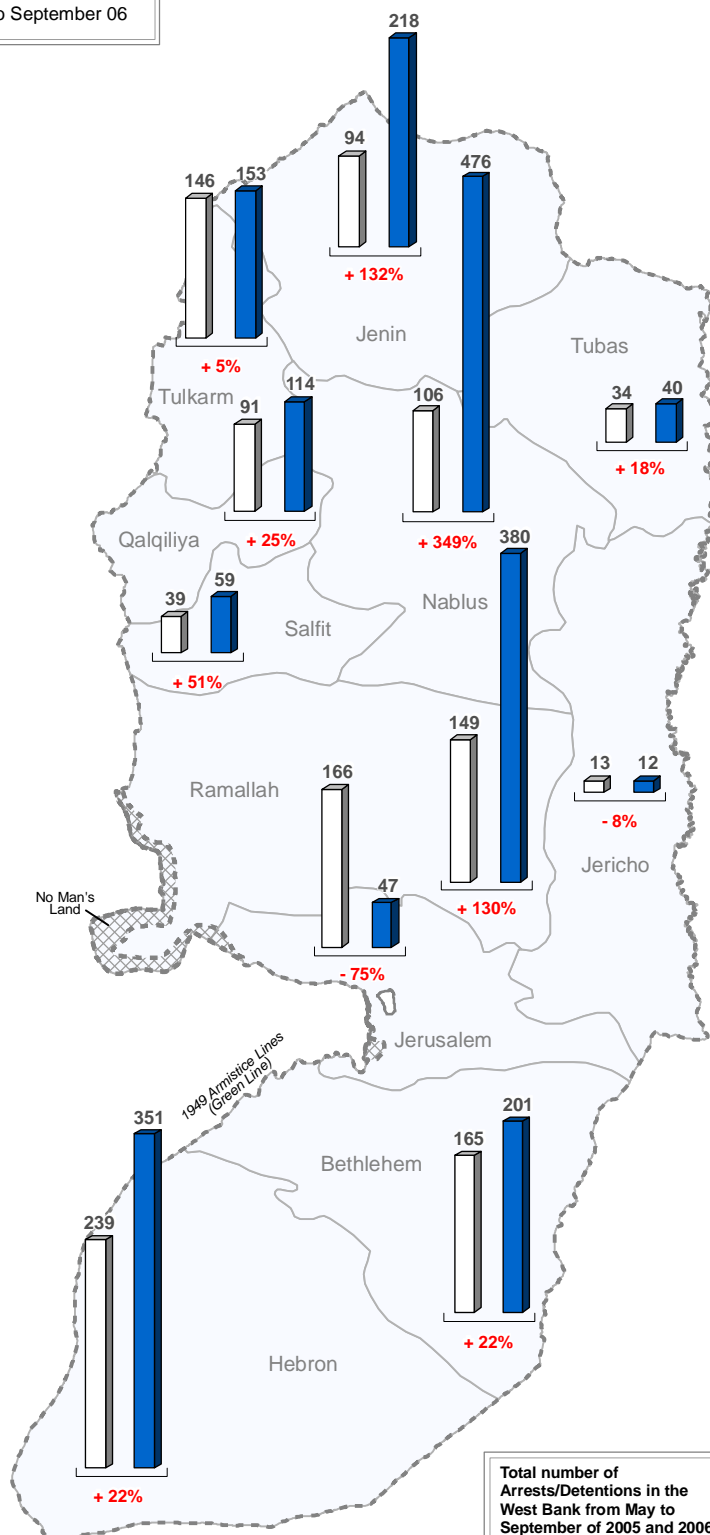 o September 06
218
94
476
146 153
+ 132%
Jenin
Tubas
+ 5%
114
Tulkarm
91
106
34 40
+ 18%
Qalqiliya
+ 25%
+ 349%
380
59
39
Nablus
Salfit
+ 51%
149
13 12
166
Ramallah
- 8%
Jericho
47
No Man's
Land
+ 130%
- 75%
Jerusalem
1949 Armistice Lines
(Green Line)
351
201
165
Bethlehem
239
+ 22%
Hebron
+ 22%
Total number of
Arrests/Detentions in the
West Bank from May to
September of 2005 and 2006